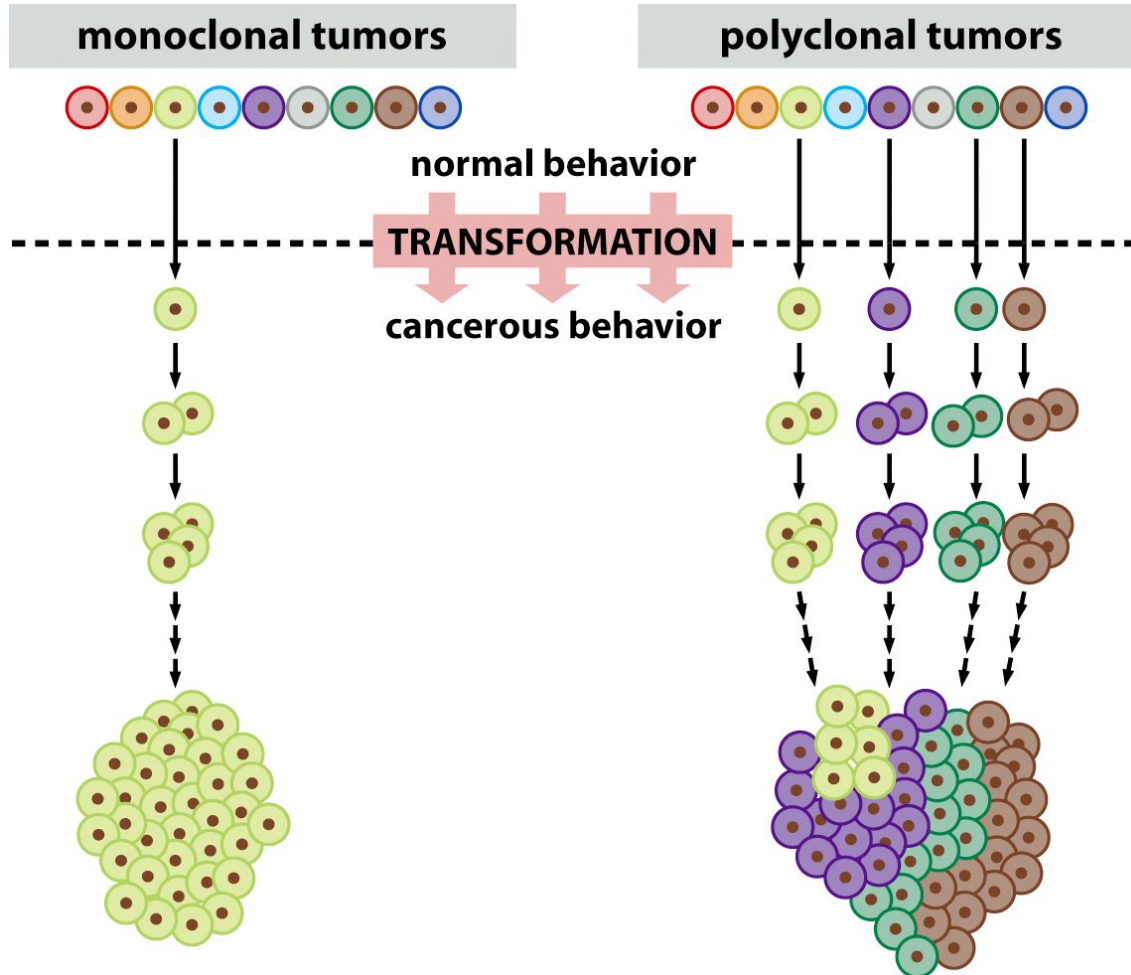 monoclonal tumors
polyclonal tumors
normal behavior
TRANSFORMATION
cancerous behavior